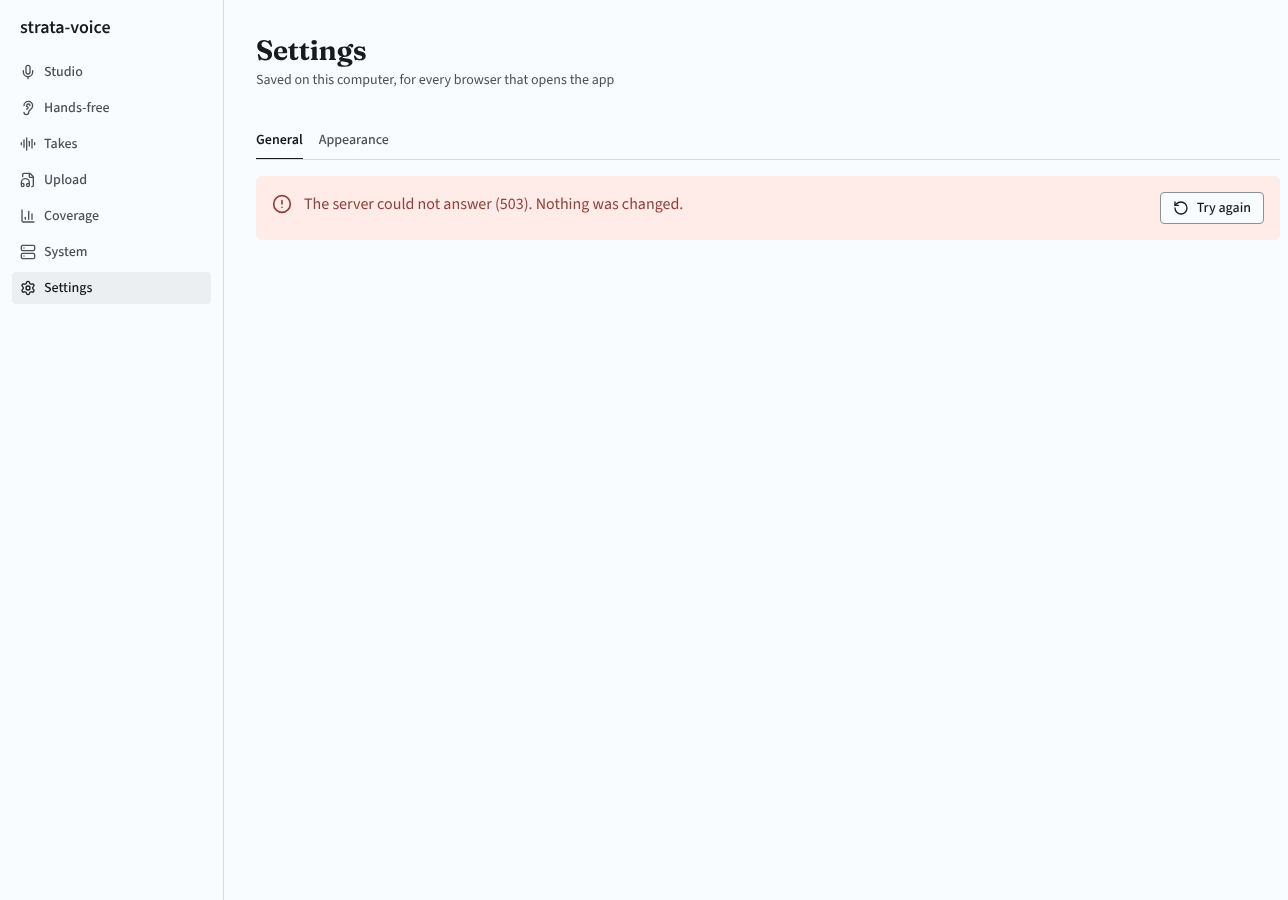 strata-voice
Studio
Hands-free
Takes
Upload
Coverage
System
Settings
Settings
Saved on this computer, for every browser that opens the app
General Appearance
The server could not answer (503). Nothing was changed.
Try again